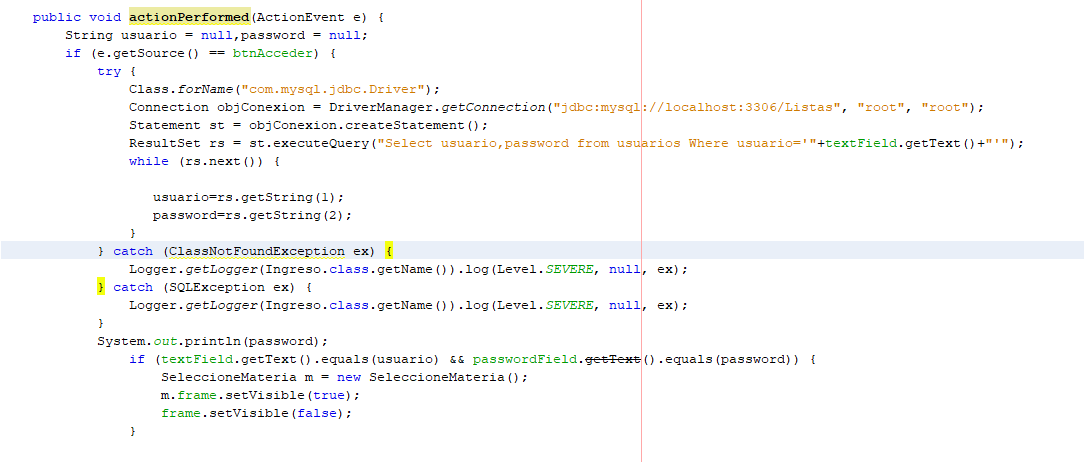 public void actionPerformed(ActionEvent e) {
String usuario = null,password = null;
if (e.getSource() == btnAcceder) {
try {
Class.forName("com.mysql.jdbc.Driver");
Connection objConexion = DriverManager.getConnection("jdbc:mysql://localhost:3306/Listas", "root", "root");
Statement st = objConexion.createStatement();
ResultSet rs = st.executeQuery("Select usuario,password from usuarios Where usuario='"+textField.getText()+"'");
while (rs.next()) {
usuario=rs.getString(1);
password=rs.getString(2);
}
} catch (ClassNotFoundException ex) {
Logger.getLogger(Ingreso.class.getName()).log(Level.SEVERE, null, ex);
} catch (SQLException ex) {
Logger.getLogger(Ingreso.class.getName()).log(Level.SEVERE, null, ex);
}
System.out.println(password);
if (textField.getText().equals(usuario) && passwordField.getText().equals(password)) {
SeleccioneMateria m = new SeleccioneMateria();
m.frame.setVisible(true);
frame.setVisible(false);
}